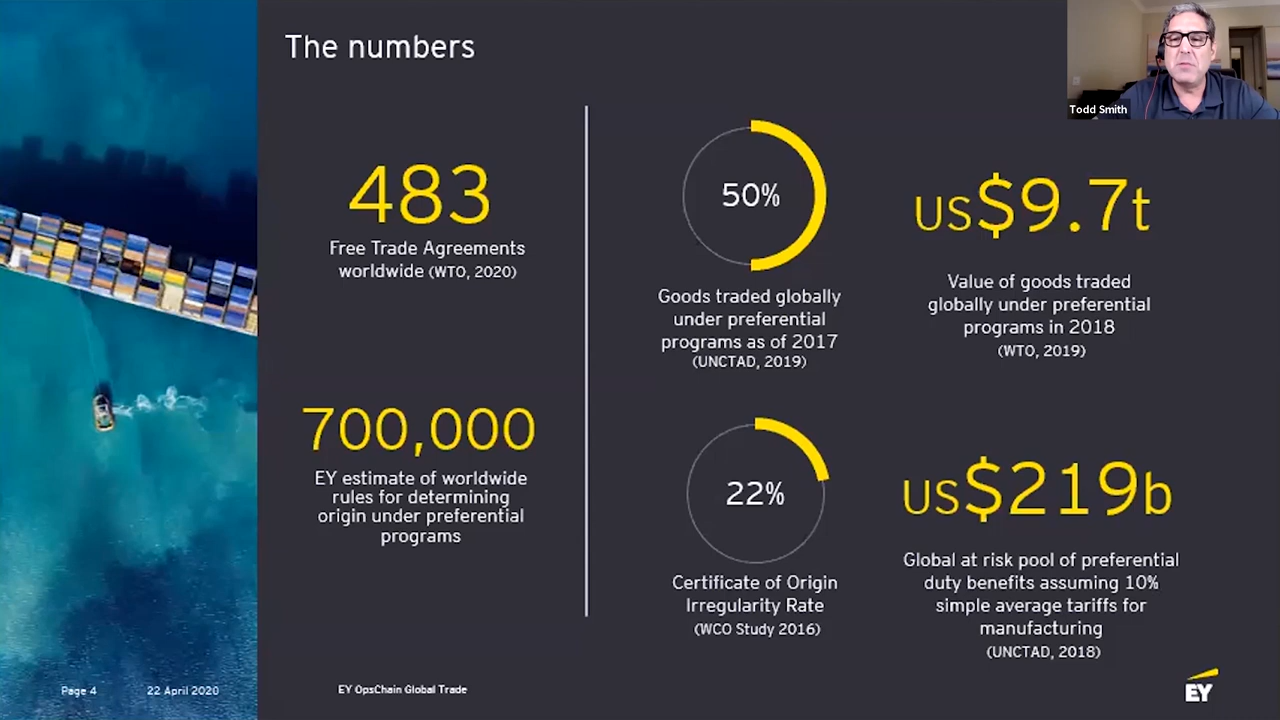 The numbers
Todd Smith
483
Free Trade Agreements
worldwide (WTO, 2020)
700,000
EY estimate of worldwide
rules for determining
origin under preferential
programs
50%
Goods traded globally
under preferential
programs as of 2017
(UNCTAD, 2019)
US$9.7t
Value of goods traded
globally under preferential
programs in 2018
(WTO, 2019)
22%
Certificate of Origin
Irregularity Rate
(WCO Study 2016)
US$219b
Global at risk pool of preferential
duty benefits assuming 10%
simple average tariffs for
manufacturing
(UNCTAD, 2018)
Page 4
22 April 2020
EY OpsChain Global Trade
EY